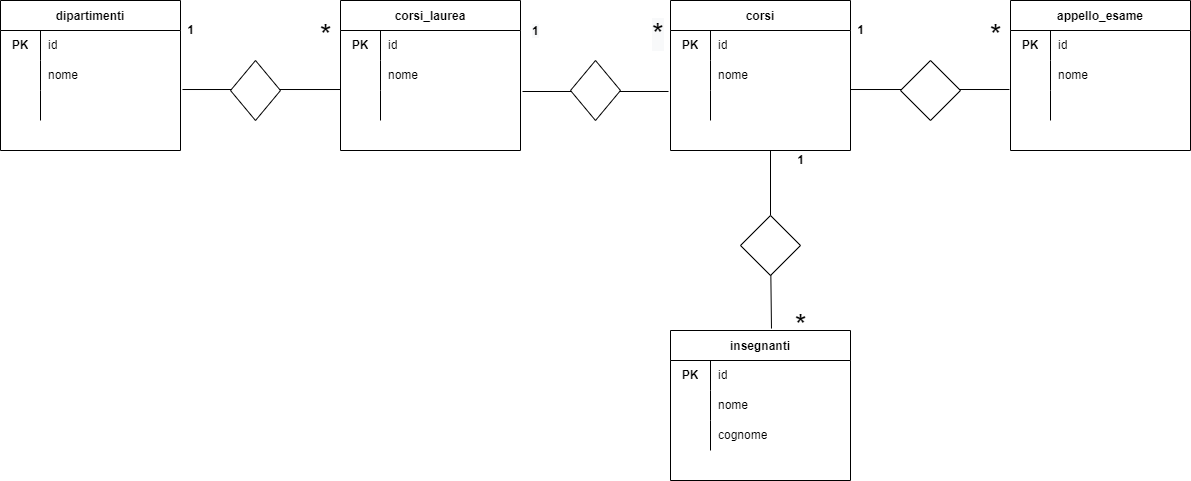 dipartimenti
PK id
nome
1
*
corsi_laurea
PK id
nome
1
*
corsi
PK id
nome
1
*
appello_esame
PK id
nome
1
*
insegnanti
PK id
nome
cognome